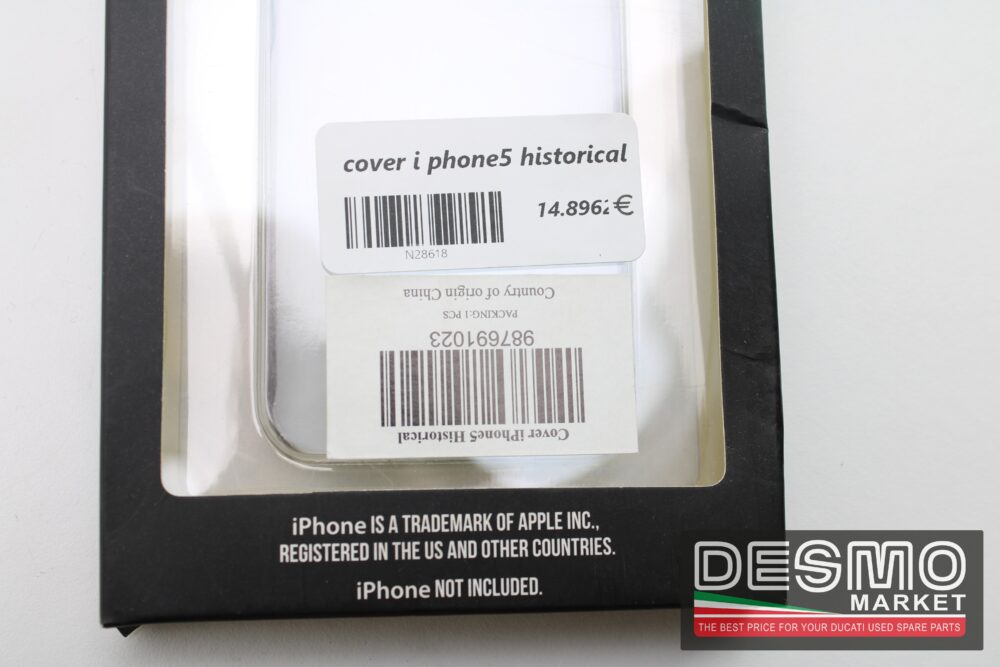 cover i phone5 historical
14.8962€
N28618
Country of origin China
PACKING:1 PCS
987691023
Cover iPhone5 Historical
iPhone IS A TRADEMARK OF APPLE INC.,
REGISTERED IN THE US AND OTHER COUNTRIES.
iPhone NOT INCLUDED.
DESMO
MARKET
THE BEST PRICE FOR YOUR DUCATI USED SPARE PARTS